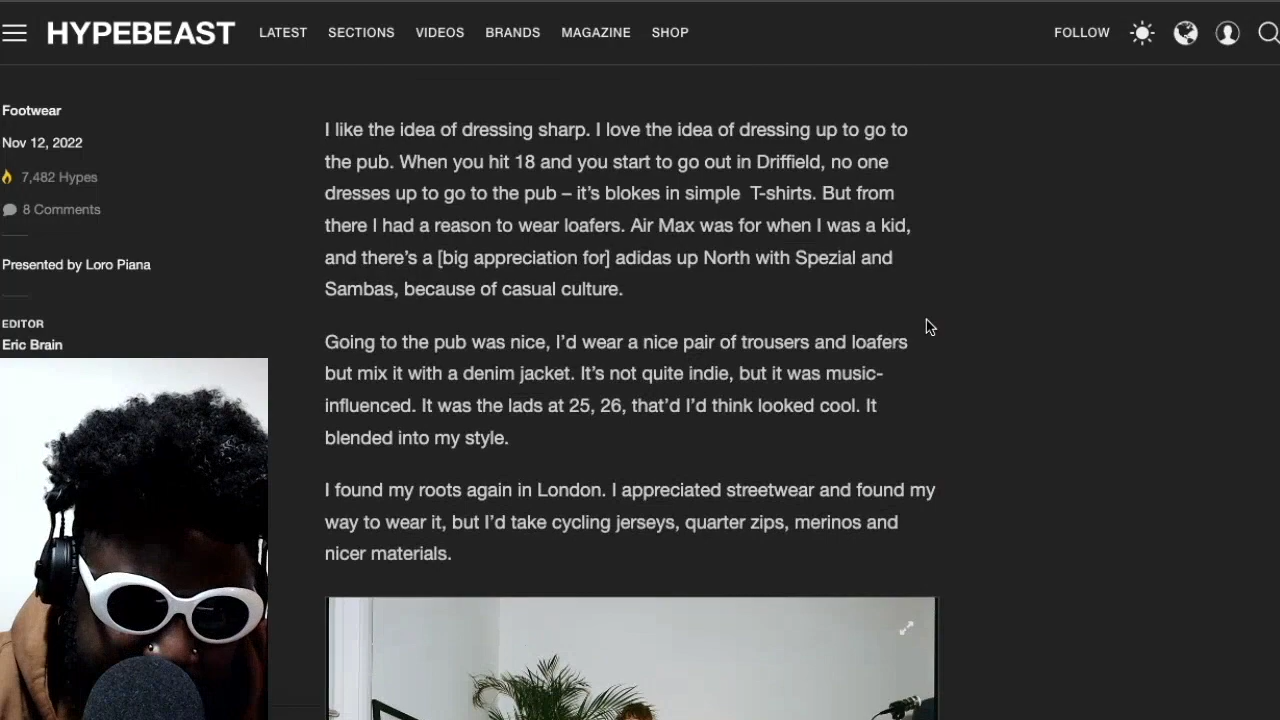 HYPEBEAST LATEST SECTIONS VIDEOS BRANDS MAGAZINE SHOP FOLLOW
Footwear
Nov 12, 2022
7,482 Hypes
8 Comments
Presented by Loro Piana
EDITOR
Eric Brain
I like the idea of dressing sharp. I love the idea of dressing up to go to
the pub. When you hit 18 and you start to go out in Driffield, no one
dresses up to go to the pub – it’s blokes in simple  T-shirts. But from
there I had a reason to wear loafers. Air Max was for when I was a kid,
and there’s a [big appreciation for] adidas up North with Spezial and
Sambas, because of casual culture.
Going to the pub was nice, I’d wear a nice pair of trousers and loafers
but mix it with a denim jacket. It’s not quite indie, but it was music-
influenced. It was the lads at 25, 26, that’d I’d think looked cool. It
blended into my style.
I found my roots again in London. I appreciated streetwear and found my
way to wear it, but I’d take cycling jerseys, quarter zips, merinos and
nicer materials.